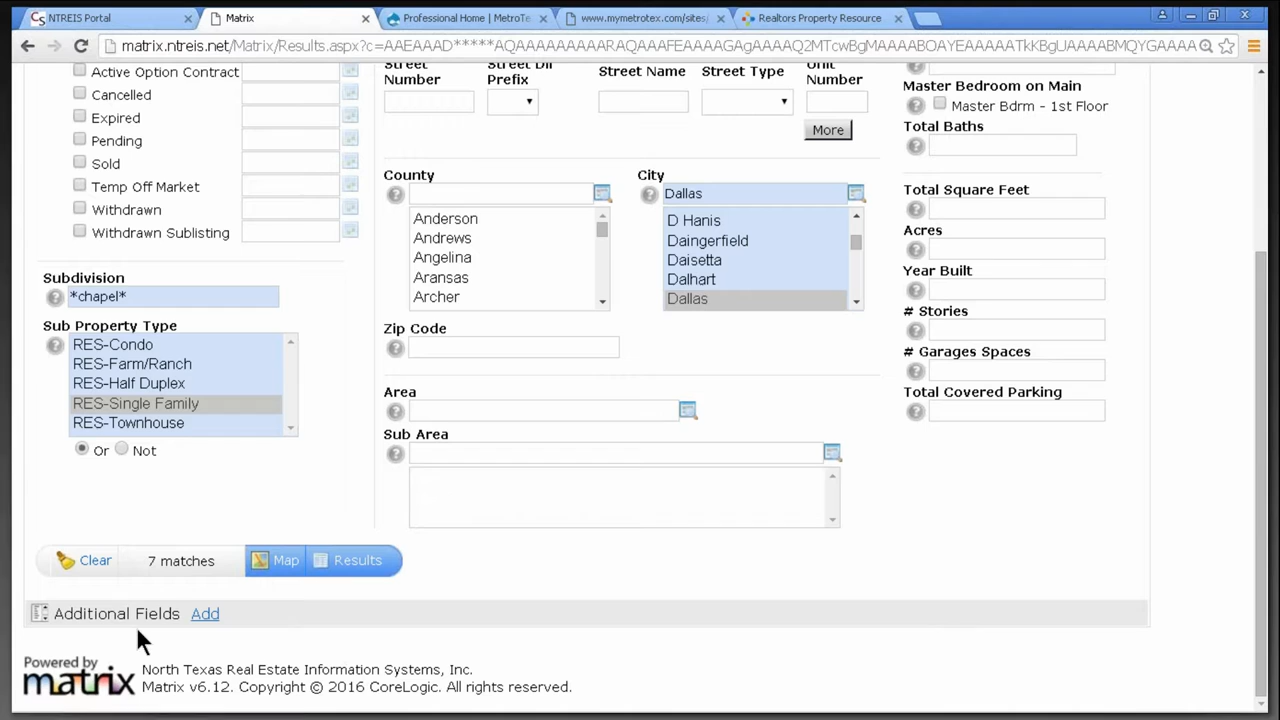 NTREIS Portal
Matrix
Professional Home | MetroTe
www.mymetrotex.com/sites/
Realtors Property Resource
matrix.ntreis.net/Matrix/Results.aspx?c=AAEAAAD*****AQAAAAAAAAARAQAAAFEAAAAGAgAAAAQ2MTcwBgMAAAABOAYEAAAAATkKBgUAAAABMQYGAAAA
Active Option Contract
Cancelled
Expired
Pending
Sold
Temp Off Market
Withdrawn
Withdrawn Sublisting
Subdivision
*chapel*
Sub Property Type
RES-Condo
RES-Farm/Ranch
RES-Half Duplex
RES-Single Family
RES-Townhouse
Or Not
Street Number
Street Dir Prefix
Street Name
Street Type
Unit Number
More
County
Anderson
Andrews
Angelina
Aransas
Archer
City
Dallas
D Hanis
Daingerfield
Daisetta
Dalhart
Dallas
Zip Code
Area
Sub Area
Master Bedroom on Main
Master Bdrm - 1st Floor
Total Baths
Total Square Feet
Acres
Year Built
# Stories
# Garages Spaces
Total Covered Parking
Clear
7 matches
Map
Results
Additional Fields Add
Powered by
matrix
North Texas Real Estate Information Systems, Inc.
Matrix v6.12. Copyright © 2016 CoreLogic. All rights reserved.